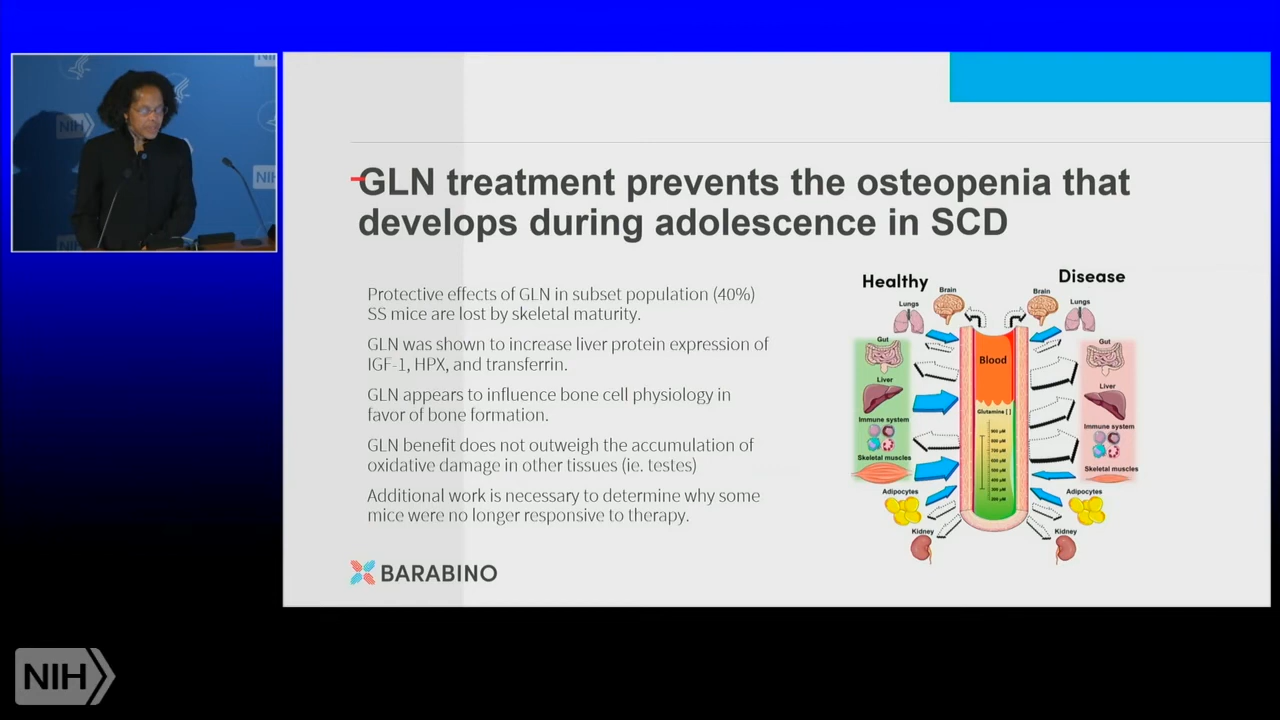 NIH
NIH
NIH
NIH
GLN treatment prevents the osteopenia that
develops during adolescence in SCD
Protective effects of GLN in subset population (40%)
SS mice are lost by skeletal maturity.
GLN was shown to increase liver protein expression of
IGF-1, HPX, and transferrin.
GLN appears to influence bone cell physiology in
favor of bone formation.
GLN benefit does not outweigh the accumulation of
oxidative damage in other tissues (ie. testes)
Additional work is necessary to determine why some
mice were no longer responsive to therapy.
BARABINO
Healthy
Disease
Brain
Brain
Lungs
Lungs
Gut
Gut
Blood
Liver
Liver
Glutamine [ ]
Immune system
Immune system
Skeletal muscles
Skeletal muscles
Adipocytes
Adipocytes
Kidney
Kidney
NIH